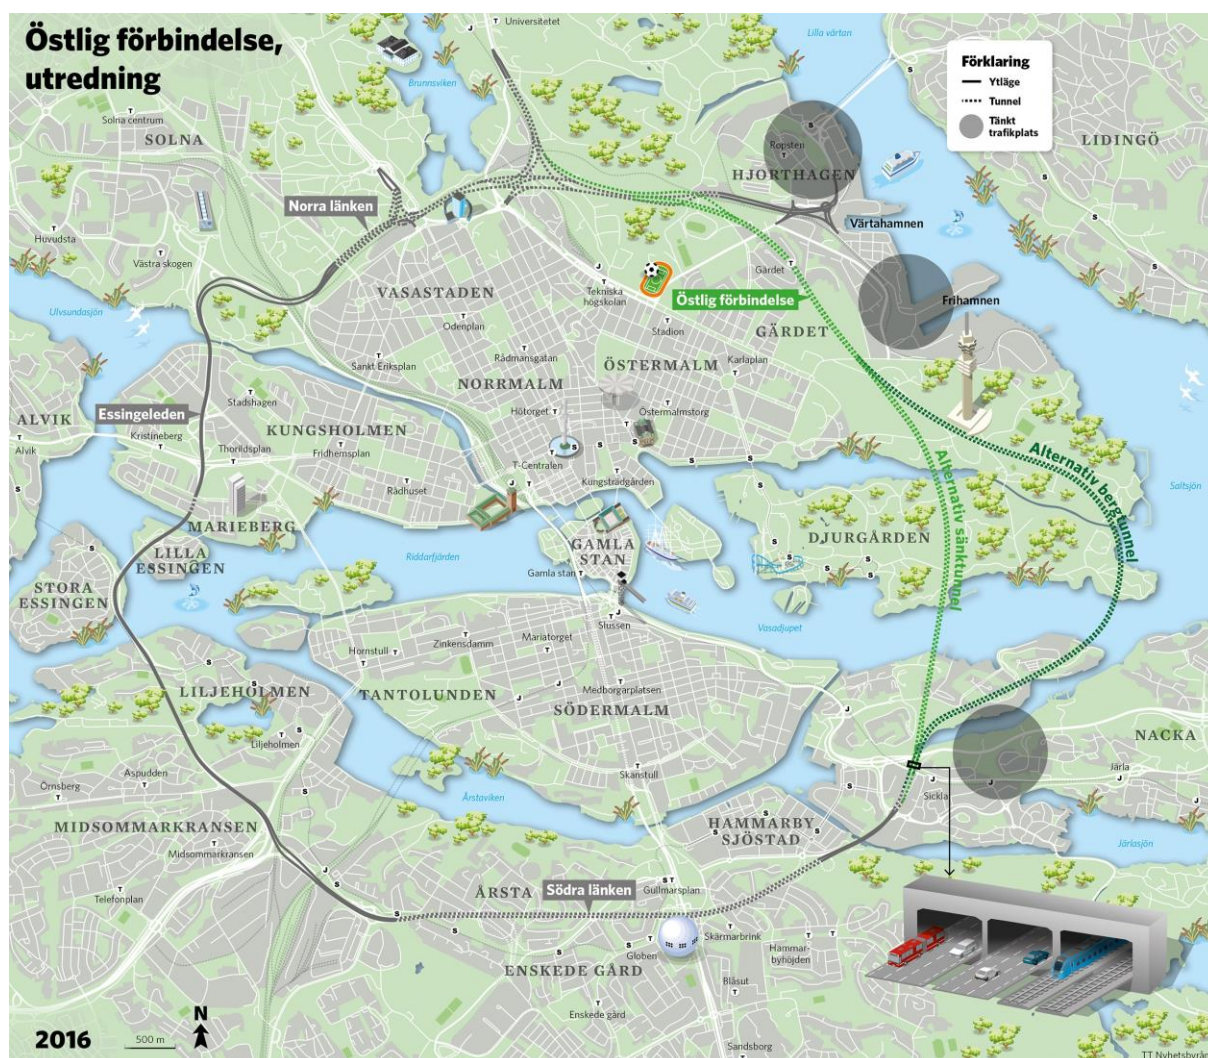 Östlig förbindelse,
utredning
Universitetet
Lilla värtan
Förklaring
Ytläge
Tunnel
Tänkt
trafikplats
Brunnsviken
Solna centrum
SOLNA
LIDINGÖ
Ropsten
HJORTHAGEN
Norra länken
Värtahamnen
Huvudsta
Västra skogen
Gärdet
Tekniska
högskolan
VASASTADEN
Östlig förbindelse
Frihamnen
Ulvsundasjön
Odenplan
Stadion
GÄRDET
Rådmansgatan
Sankt Eriksplan
ÖSTERMALM
Karlaplan
NORRMALM
Stadshagen
Hötorget
Östermalmstorg
Essingeleden
ALVIK
Kristineberg
KUNGSHOLMEN
Alvik
Thorildsplan
Fridhemsplan
T-Centralen
Alternativ bergtunnel
Alternativ sänktunnel
Rådhuset
Kungsträdgården
Saltsjön
MARIEBERG
DJURGÅRDEN
GAMLA
STAN
LILLA
ESSINGEN
Riddarfjärden
Gamla stan
STORA
ESSINGEN
Slussen
Vasadjupet
Mariatorget
Zinkensdamm
Hornstull
LILJEHOLMEN
TANTOLUNDEN
Medborgarplatsen
SÖDERMALM
Liljeholmen
NACKA
Aspudden
Skanstull
Järla
Örnsberg
Årstaviken
Sickla
MIDSOMMARKRANSEN
HAMMARBY
SJÖSTAD
Järlasjön
Midsommarkransen
ÅRSTA
Södra länken
Gullmarsplan
Telefonplan
Skärmarbrink
Globen
Hammar-
byhöjden
ENSKEDE GÅRD
Blåsut
Enskede gård
N
2016
500 m
Sandsborg
TT Nyhetsbyrån